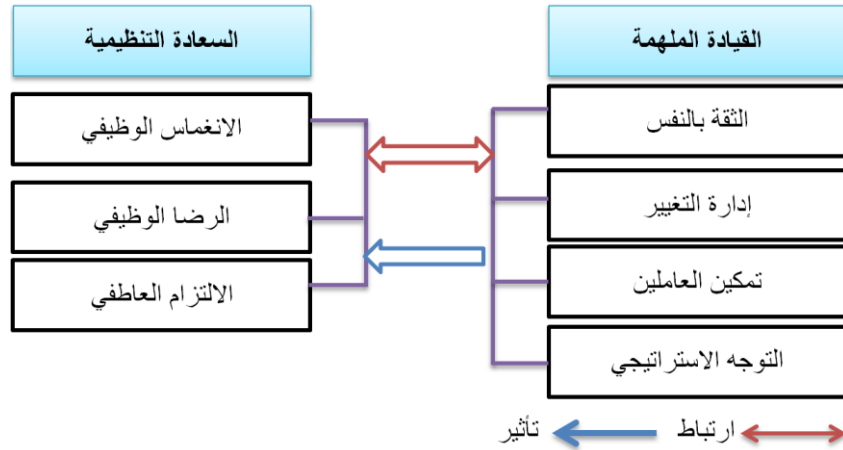 القيادة الملهمة
الثقة بالنفس
إدارة التغيير
تمكين العاملين
التوجه الاستراتيجي
السعادة التنظيمية
الانغماس الوظيفي
الرضا الوظيفي
الالتزام العاطفي
ارتباط
تأثير